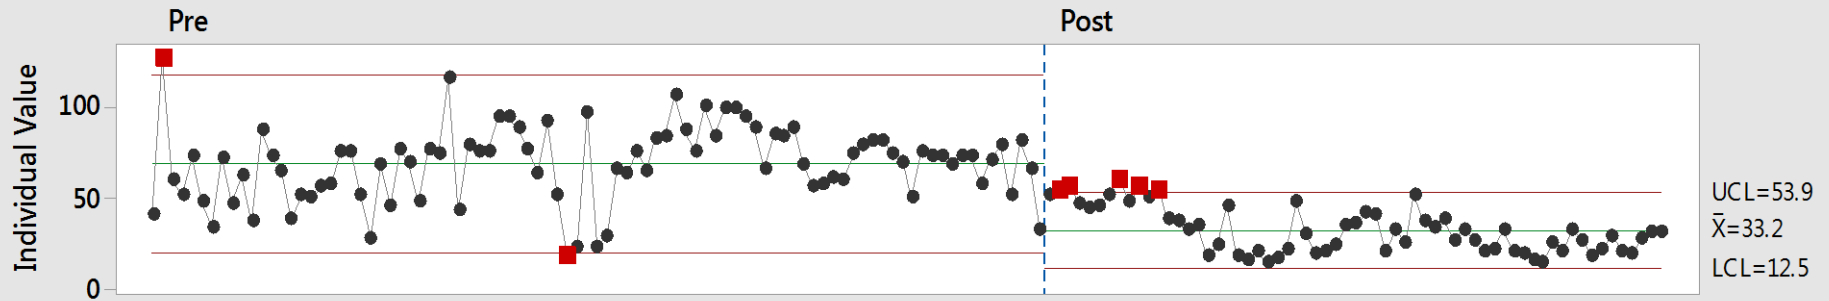 Pre
Post
Individual Value
100
50
0
UCL=53.9
X̄=33.2
LCL=12.5